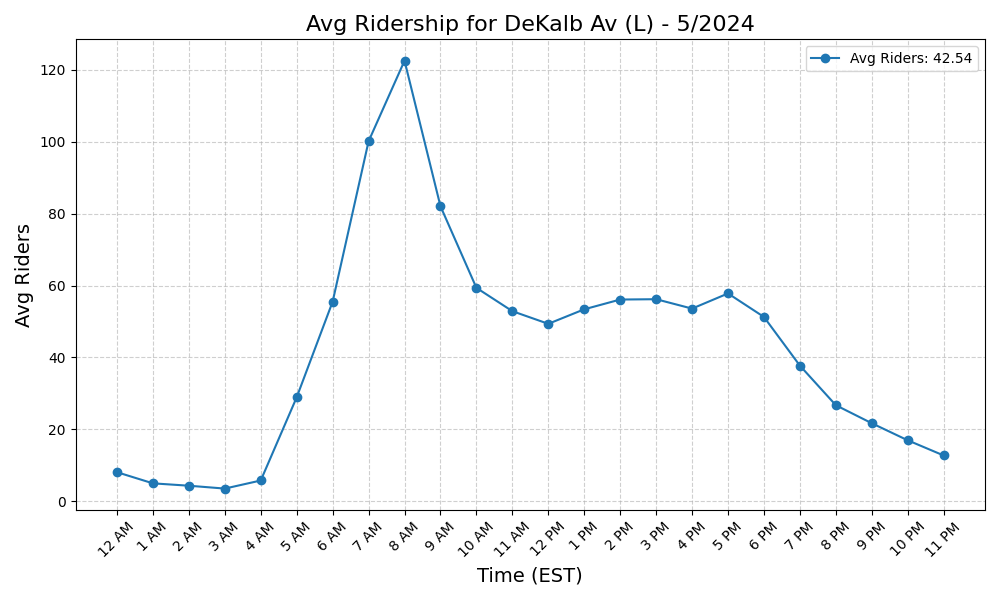 Avg Ridership for DeKalb Av (L) - 5/2024
Avg Riders: 42.54
Avg Riders
120
100
80
60
40
20
0
12 AM
1 AM
2 AM
3 AM
4 AM
5 AM
6 AM
7 AM
8 AM
9 AM
10 AM
11 AM
12 PM
1 PM
2 PM
3 PM
4 PM
5 PM
6 PM
7 PM
8 PM
9 PM
10 PM
11 PM
Time (EST)